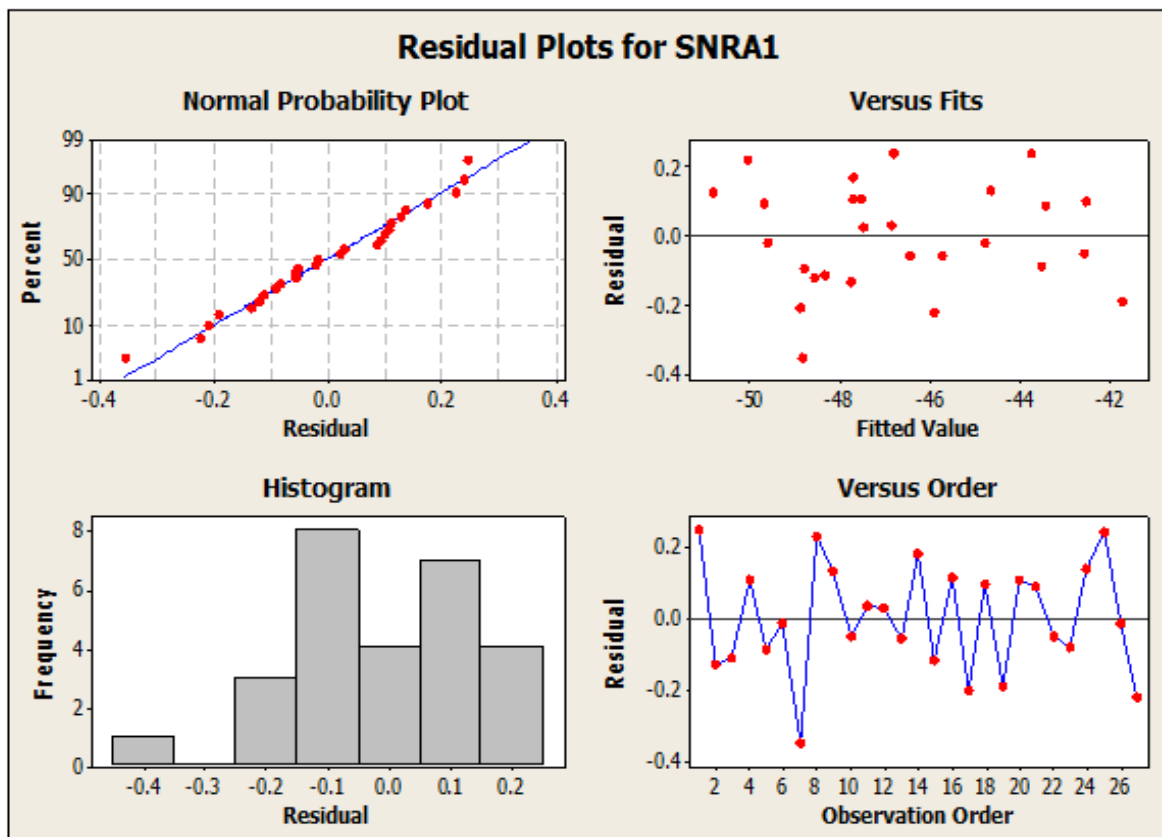 Residual Plots for SNRA1
Normal Probability Plot
99
90
50
10
1
Percent
-0.4 -0.2 0.0 0.2 0.4
Residual
Versus Fits
0.2
0.0
-0.2
-0.4
Residual
-50 -48 -46 -44 -42
Fitted Value
Histogram
8
6
4
2
0
Frequency
-0.4 -0.3 -0.2 -0.1 0.0 0.1 0.2
Residual
Versus Order
0.2
0.0
-0.2
-0.4
Residual
2 4 6 8 10 12 14 16 18 20 22 24 26
Observation Order